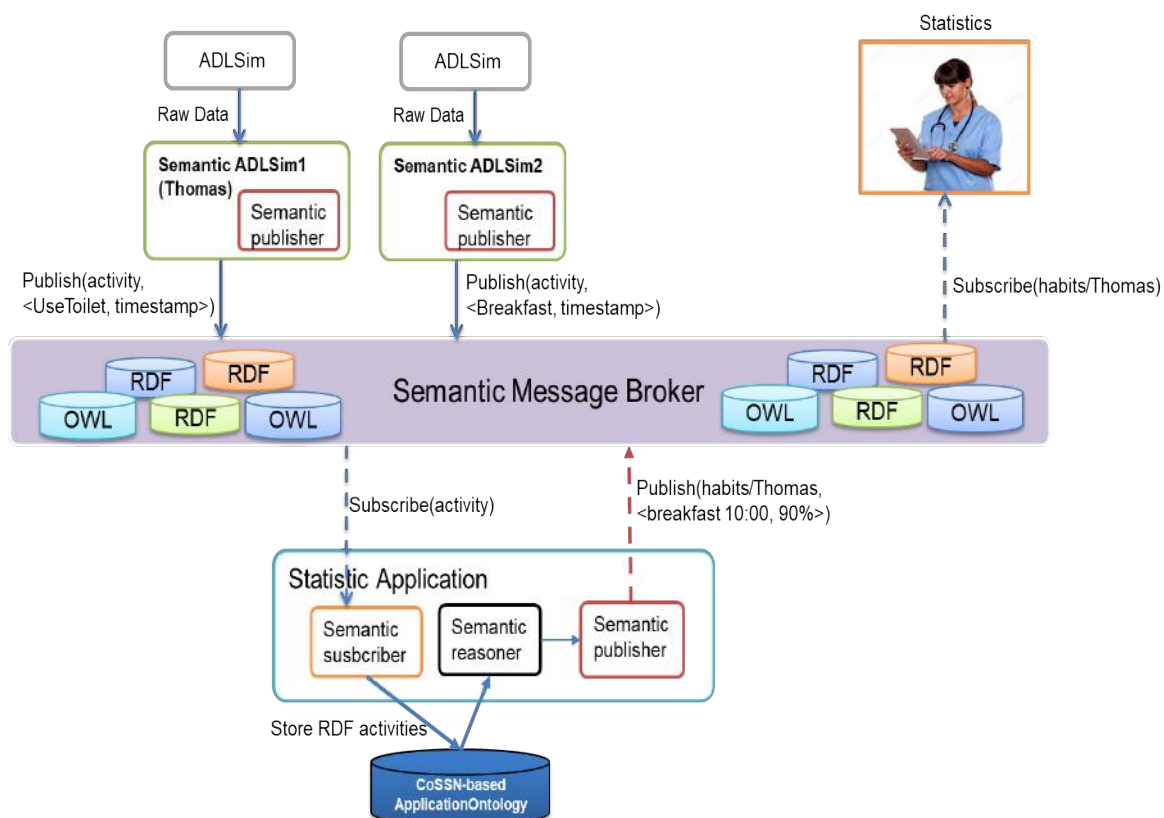 Statistics
ADLSim
ADLSim
Raw Data
Raw Data
Semantic ADLSim1
(Thomas)
Semantic
publisher
Semantic ADLSim2
Semantic
publisher
Publish(activity,
<UseToilet, timestamp>)
Publish(activity,
<Breakfast, timestamp>)
Subscribe(habits/Thomas)
RDF
RDF
OWL
RDF
OWL
Semantic Message Broker
RDF
RDF
OWL
RDF
OWL
Subscribe(activity)
Publish(habits/Thomas,
<breakfast 10:00, 90%>)
Statistic Application
Semantic
susbcriber
Semantic
reasoner
Semantic
publisher
Store RDF activities
CoSSN-based
ApplicationOntology